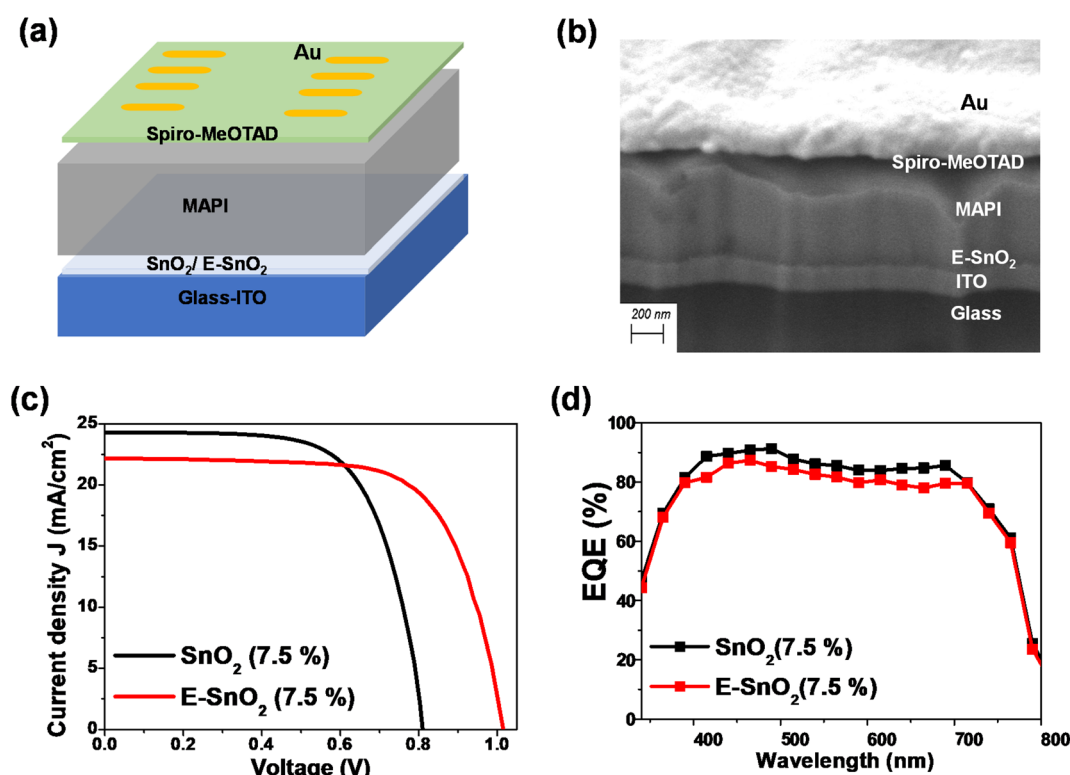 (a)
Au
Spiro-MeOTAD
MAPI
SnO₂/ E-SnO₂
Glass-ITO
(b)
Au
Spiro-MeOTAD
MAPI
E-SnO₂
ITO
Glass
200 nm
(c)
Current density J (mA/cm²)
25
20
15
10
5
0
0.0 0.2 0.4 0.6 0.8 1.0
Voltage (V)
SnO₂ (7.5 %)
E-SnO₂ (7.5 %)
(d)
EQE (%)
100
80
60
40
20
0
400 500 600 700 800
Wavelength (nm)
SnO₂(7.5 %)
E-SnO₂(7.5 %)